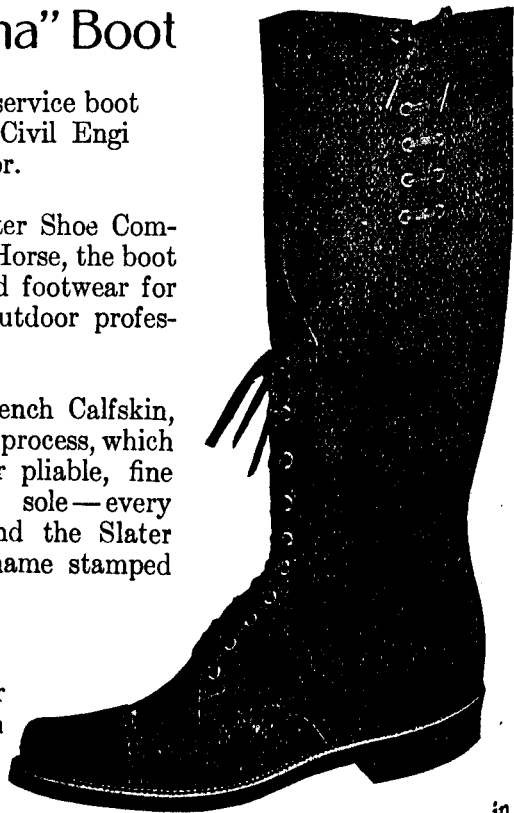 na” Boot
service boot
Civil Engi
or.
ter Shoe Com-
Horse, the boot
d footwear for
utdoor profes-
ench Calfskin,
process, which
r pliable, fine
sole—every
nd the Slater
name stamped
r
n
in